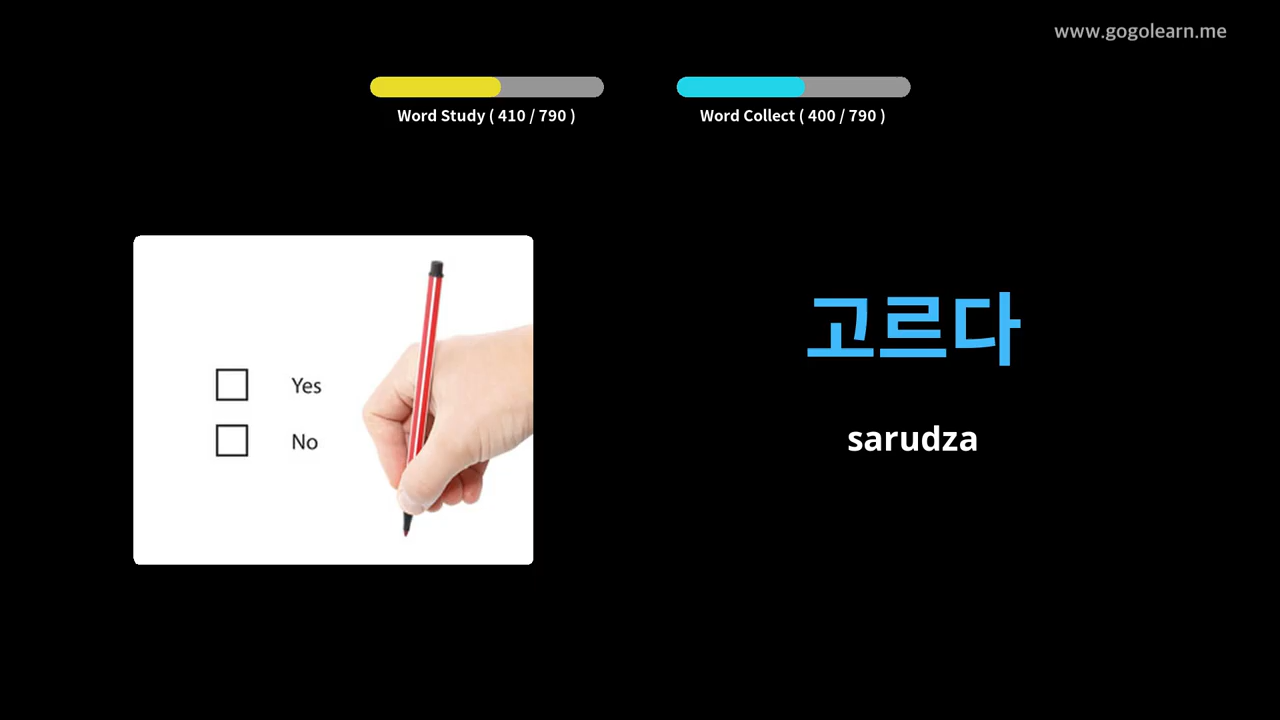 www.gogolearn.me
Word Study ( 410 / 790 )
Word Collect ( 400 / 790 )
Yes
No
고르다
sarudza